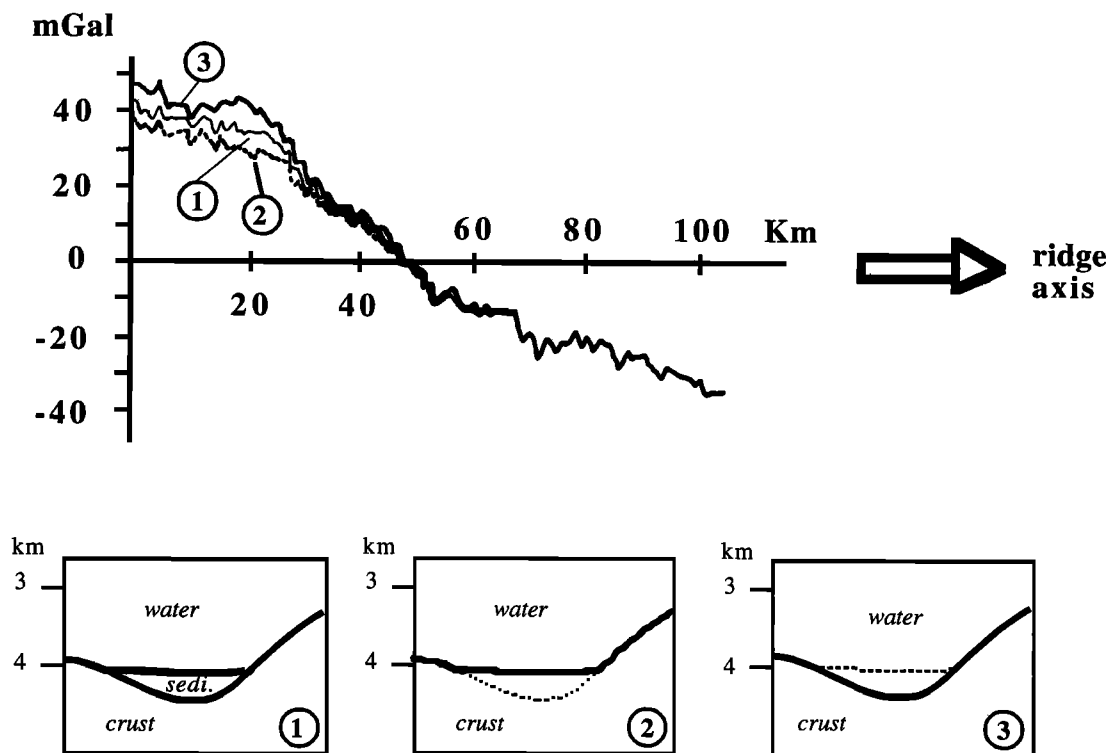 mGal
3
40
20
1
2
60 80 100 Km
0
20 40
ridge
axis
-20
-40
km
3
water
4
sedi.
crust
1
km
3
water
4
crust
2
km
3
water
4
crust
3